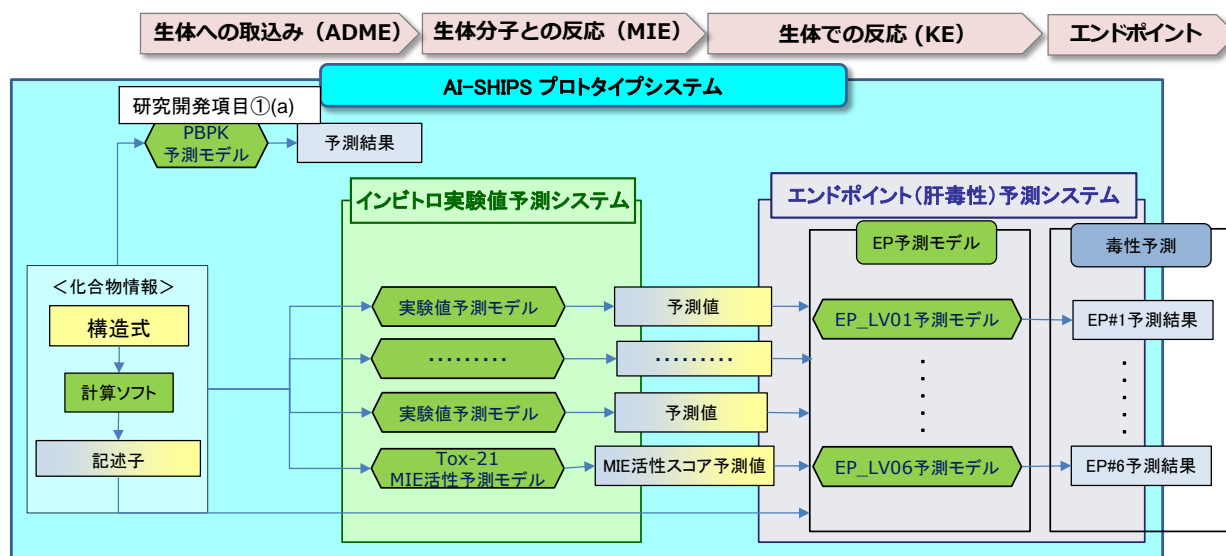 生体への取込み（ADME）
生体分子との反応（MIE）
生体での反応 (KE）
エンドポイント
AI-SHIPS プロトタイプシステム
研究開発項目①(a)
PBPK
予測モデル
予測結果
インビトロ実験値予測システム
エンドポイント（肝毒性）予測システム
EP予測モデル
毒性予測
＜化合物情報＞
構造式
計算ソフト
記述子
実験値予測モデル
予測値
EP_LV01予測モデル
EP#1予測結果
………
………
実験値予測モデル
予測値
Tox-21
MIE活性予測モデル
MIE活性スコア予測値
EP_LV06予測モデル
EP#6予測結果